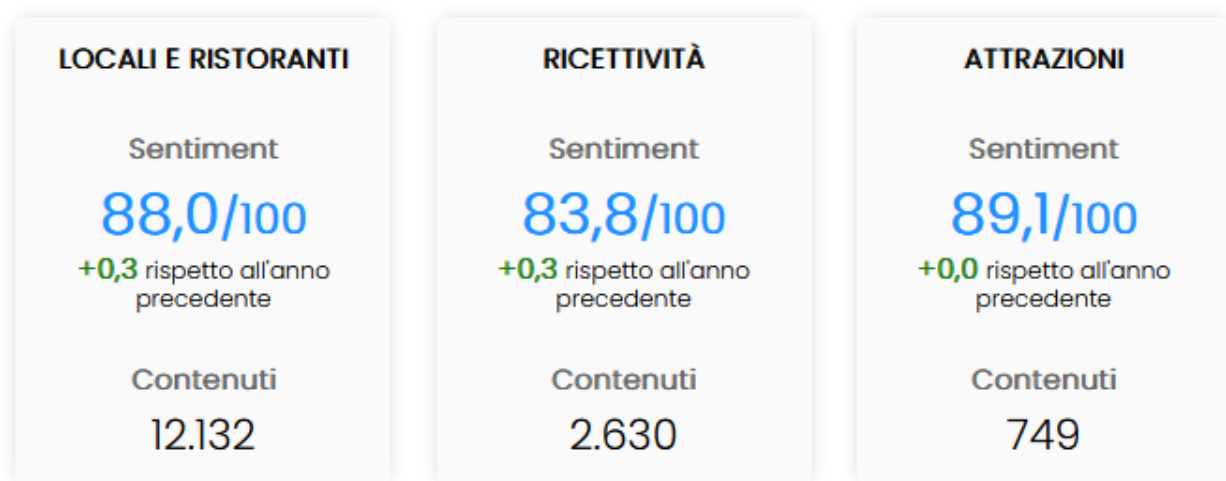 LOCALI E RISTORANTI
Sentiment
88,0/100
+0,3 rispetto all'anno
precedente
Contenuti
12.132
RICETTIVITÀ
Sentiment
83,8/100
+0,3 rispetto all'anno
precedente
Contenuti
2.630
ATTRAZIONI
Sentiment
89,1/100
+0,0 rispetto all'anno
precedente
Contenuti
749